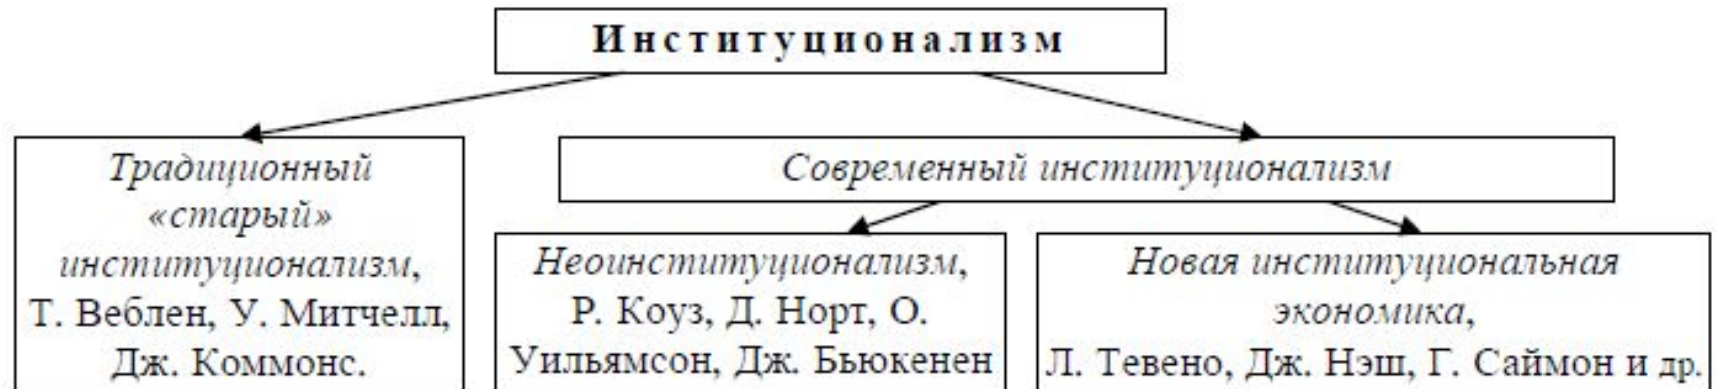 Институционализм
Традиционный
«старый»
институционализм,
Т. Веблен, У. Митчелл,
Дж. Коммонс.
Современный институционализм
Неоинституционализм,
Р. Коуз, Д. Норт, О.
Уильямсон, Дж. Бьюкенен
Новая институциональная
экономика,
Л. Тевено, Дж. Нэш, Г. Саймон и др.